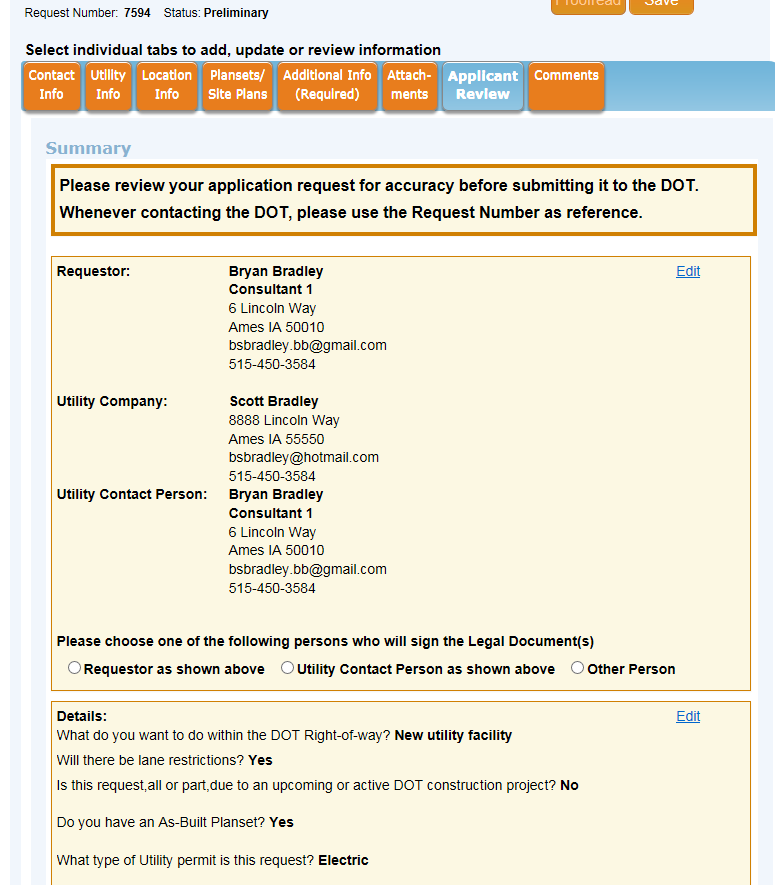 Request Number: 7594 Status: Preliminary
Proofread Save
Select individual tabs to add, update or review information
Contact Info
Utility Info
Location Info
Plansets/ Site Plans
Additional Info (Required)
Attach- ments
Applicant Review
Comments
Summary
Please review your application request for accuracy before submitting it to the DOT.
Whenever contacting the DOT, please use the Request Number as reference.
Requestor: Bryan Bradley Edit
Consultant 1
6 Lincoln Way
Ames IA 50010
bsbradley.bb@gmail.com
515-450-3584
Utility Company: Scott Bradley
8888 Lincoln Way
Ames IA 55550
bsbradley@hotmail.com
515-450-3584
Utility Contact Person: Bryan Bradley
Consultant 1
6 Lincoln Way
Ames IA 50010
bsbradley.bb@gmail.com
515-450-3584
Please choose one of the following persons who will sign the Legal Document(s)
Requestor as shown above Utility Contact Person as shown above Other Person
Details: Edit
What do you want to do within the DOT Right-of-way? New utility facility
Will there be lane restrictions? Yes
Is this request,all or part,due to an upcoming or active DOT construction project? No
Do you have an As-Built Planset? Yes
What type of Utility permit is this request? Electric